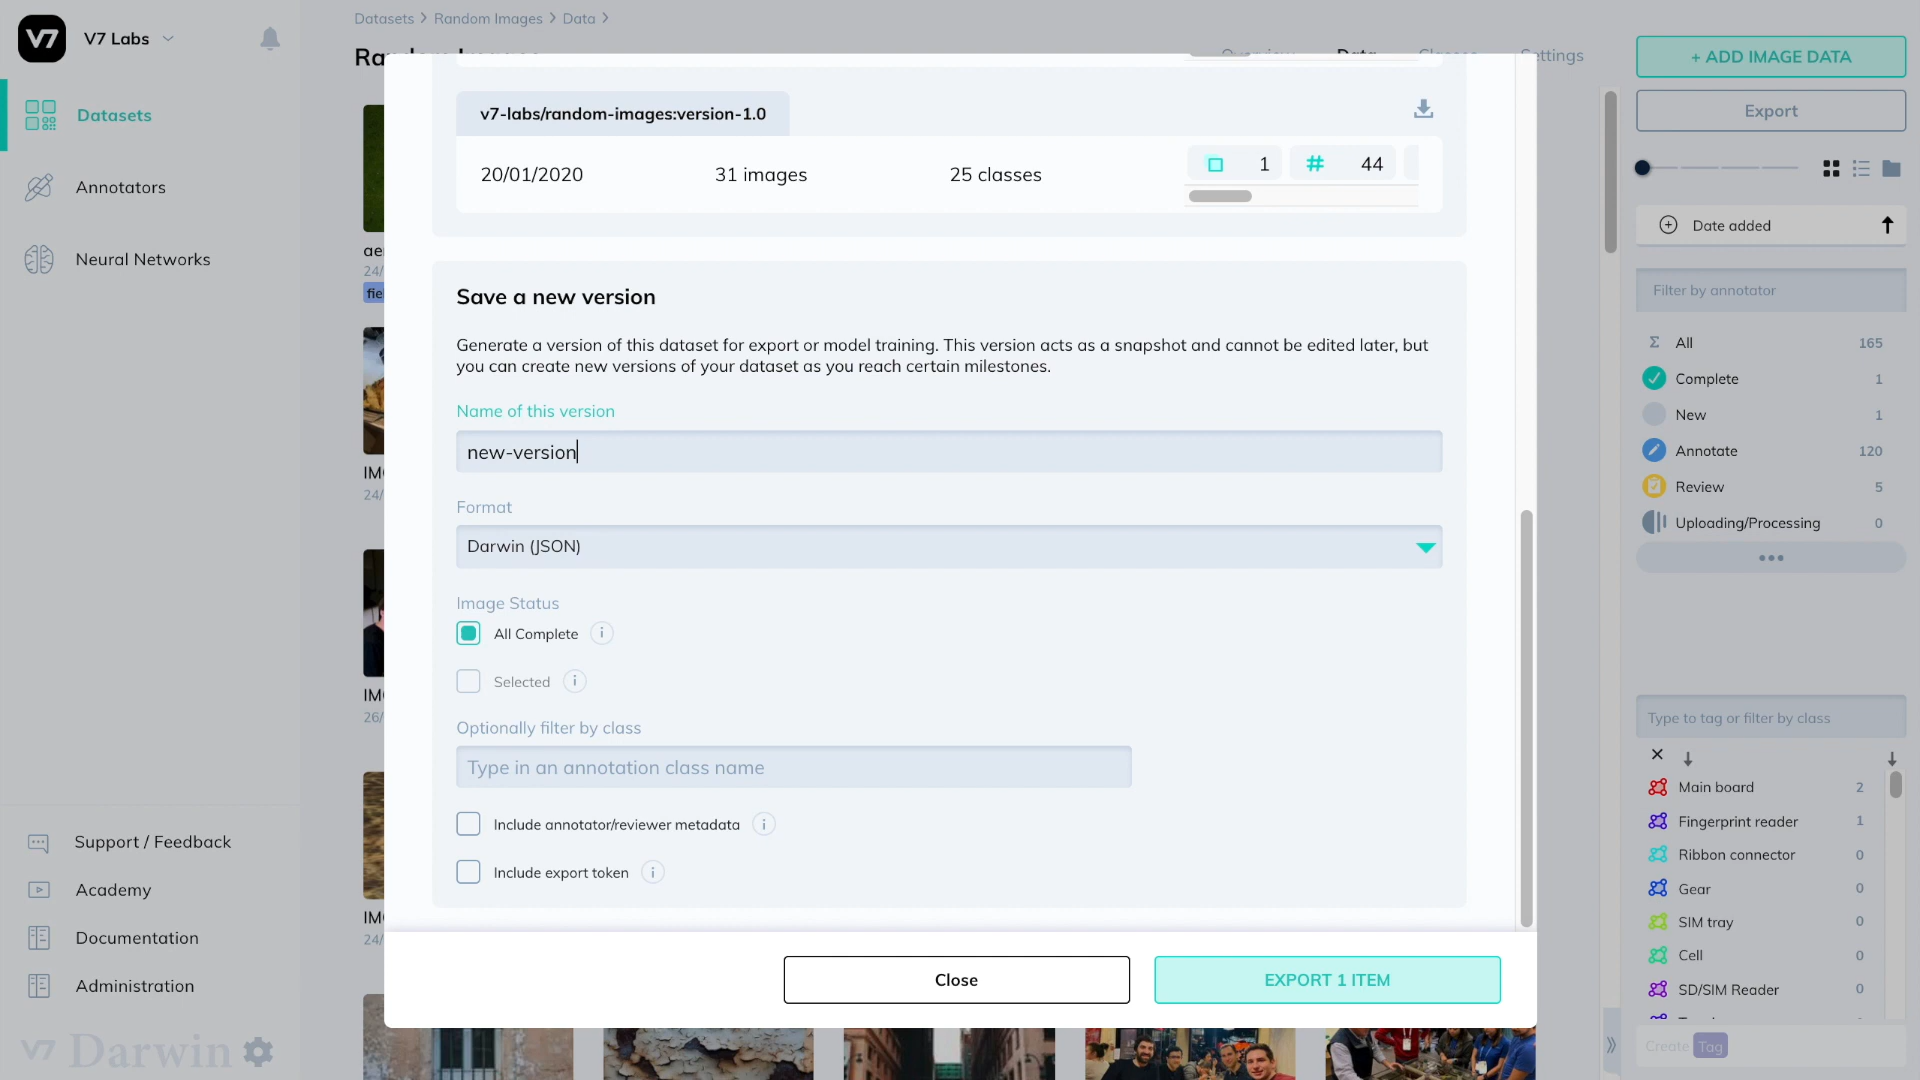 V7 Labs
Datasets
Annotators
Neural Networks
Support / Feedback
Academy
Documentation
Administration
V7 Darwin
Datasets > Random Images > Data >
Settings
v7-labs/random-images:version-1.0
20/01/2020 31 images 25 classes 1 # 44
Save a new version
Generate a version of this dataset for export or model training. This version acts as a snapshot and cannot be edited later, but
you can create new versions of your dataset as you reach certain milestones.
Name of this version
new-version
Format
Darwin (JSON)
Image Status
All Complete i
Selected i
Optionally filter by class
Type in an annotation class name
Include annotator/reviewer metadata i
Include export token i
Close
EXPORT 1 ITEM
+ ADD IMAGE DATA
Export
Date added
Filter by annotator
Σ All 165
Complete 1
New 1
Annotate 120
Review 5
Uploading/Processing 0
Type to tag or filter by class
Main board 2
Fingerprint reader 1
Ribbon connector 0
Gear 0
SIM tray 0
Cell 0
SD/SIM Reader 0
Create Tag